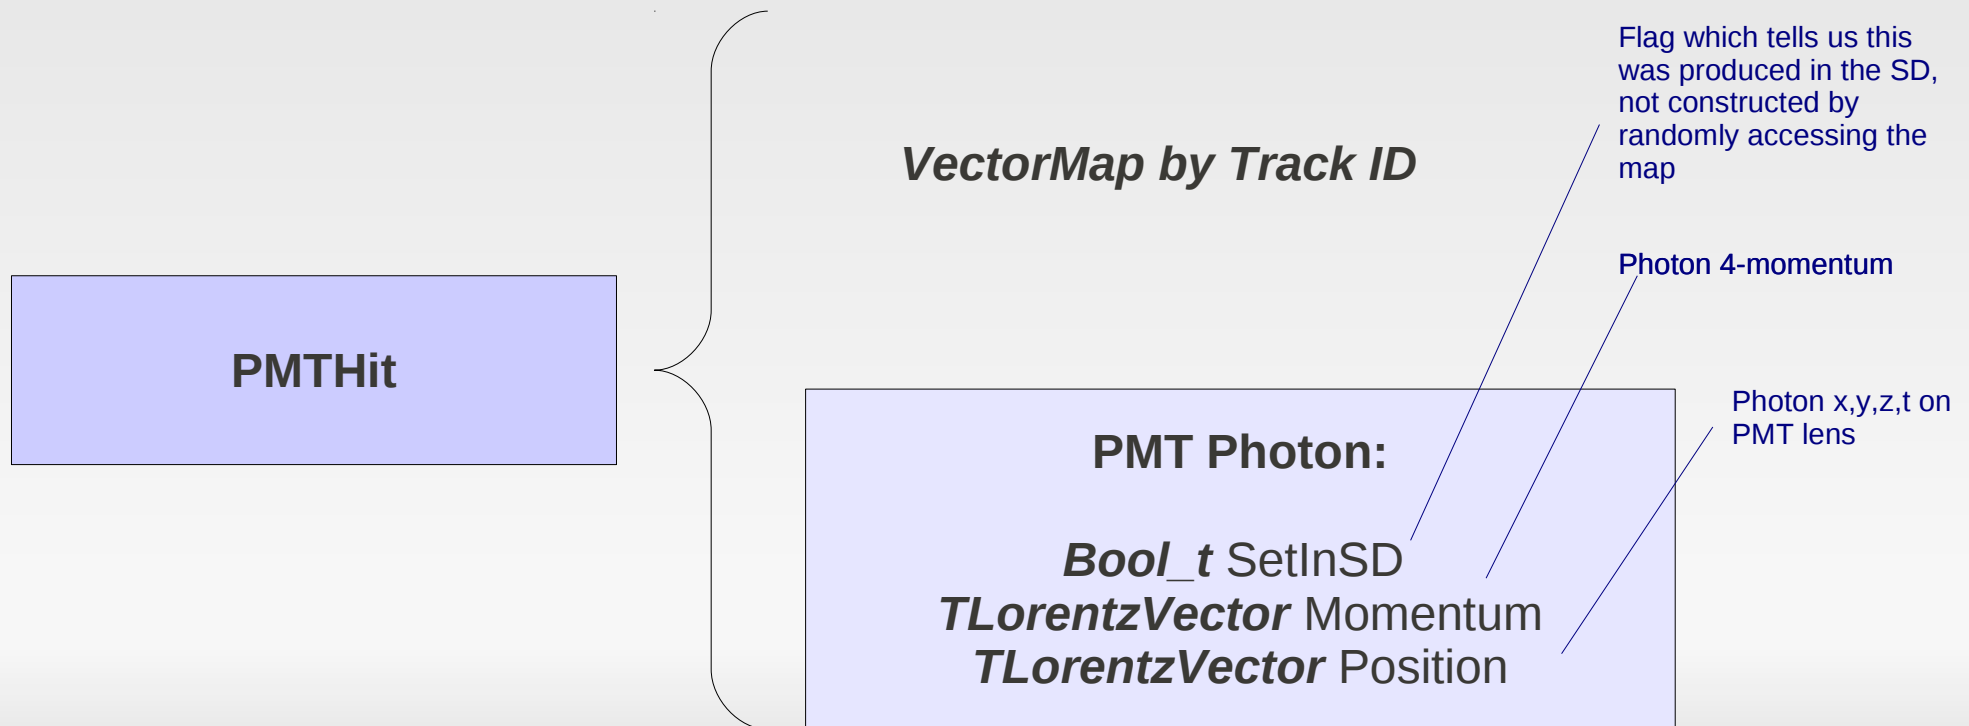 Flag which tells us this
was produced in the SD,
not constructed by
randomly accessing the
map
VectorMap by Track ID
Photon 4-momentum
PMTHit
Photon x,y,z,t on
PMT lens
PMT Photon:
Bool_t SetInSD
TLorentzVector Momentum
TLorentzVector Position